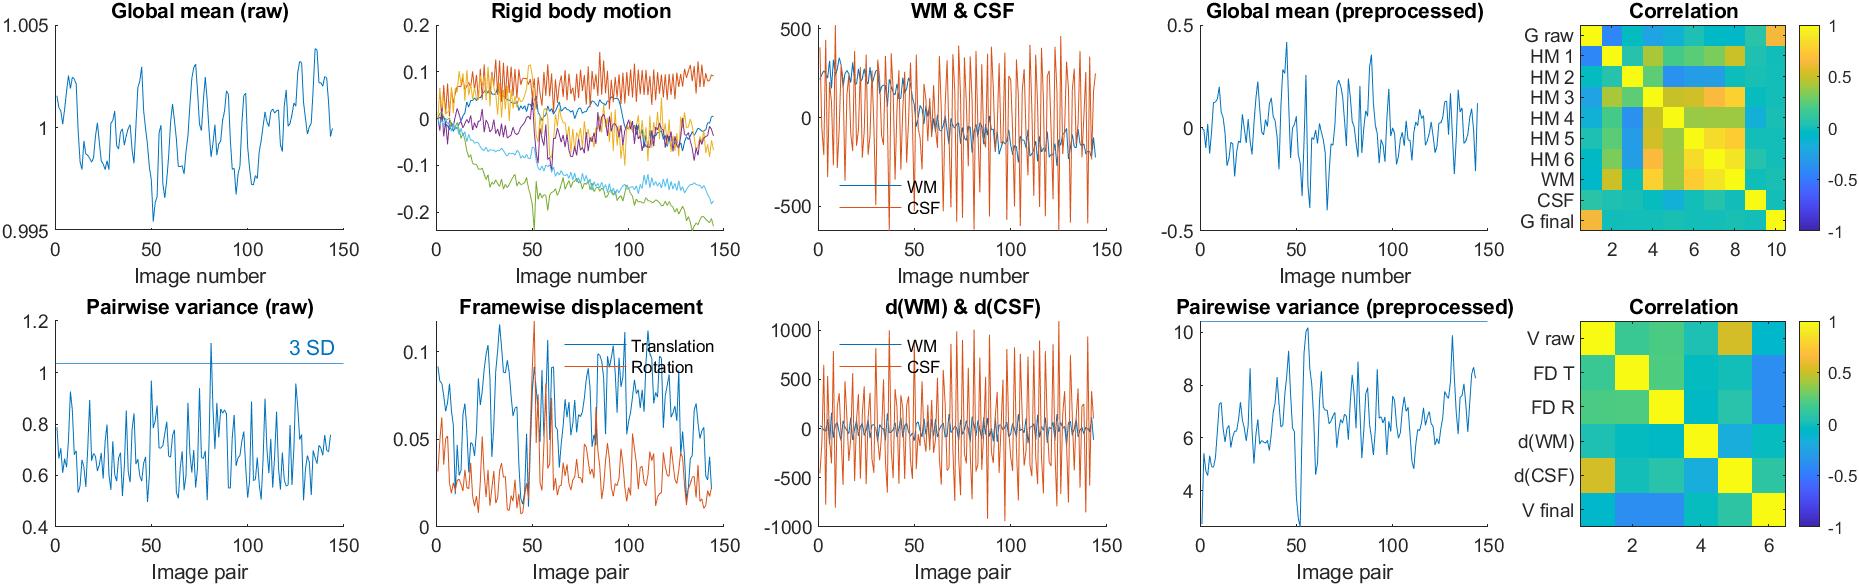 Global mean (raw)
1.005
1
0.995
0 50 100 150
Image number
Rigid body motion
0.2
0.1
0
-0.1
-0.2
0 50 100 150
Image number
WM & CSF
500
0
-500
WM
CSF
0 50 100 150
Image number
Global mean (preprocessed)
0.5
0
-0.5
0 50 100 150
Image number
Correlation
G raw
HM 1
HM 2
HM 3
HM 4
HM 5
HM 6
WM
CSF
G final
2 4 6 8 10
1
0.5
0
-0.5
-1
Pairwise variance (raw)
1.2
1
0.8
0.6
0.4
3 SD
0 50 100 150
Image pair
Framewise displacement
0.1
0.05
0
Translation
Rotation
0 50 100 150
Image pair
d(WM) & d(CSF)
1000
500
0
-500
-1000
WM
CSF
0 50 100 150
Image pair
Pairewise variance (preprocessed)
10
8
6
4
0 50 100 150
Image pair
Correlation
V raw
FD T
FD R
d(WM)
d(CSF)
V final
2 4 6
1
0.5
0
-0.5
-1